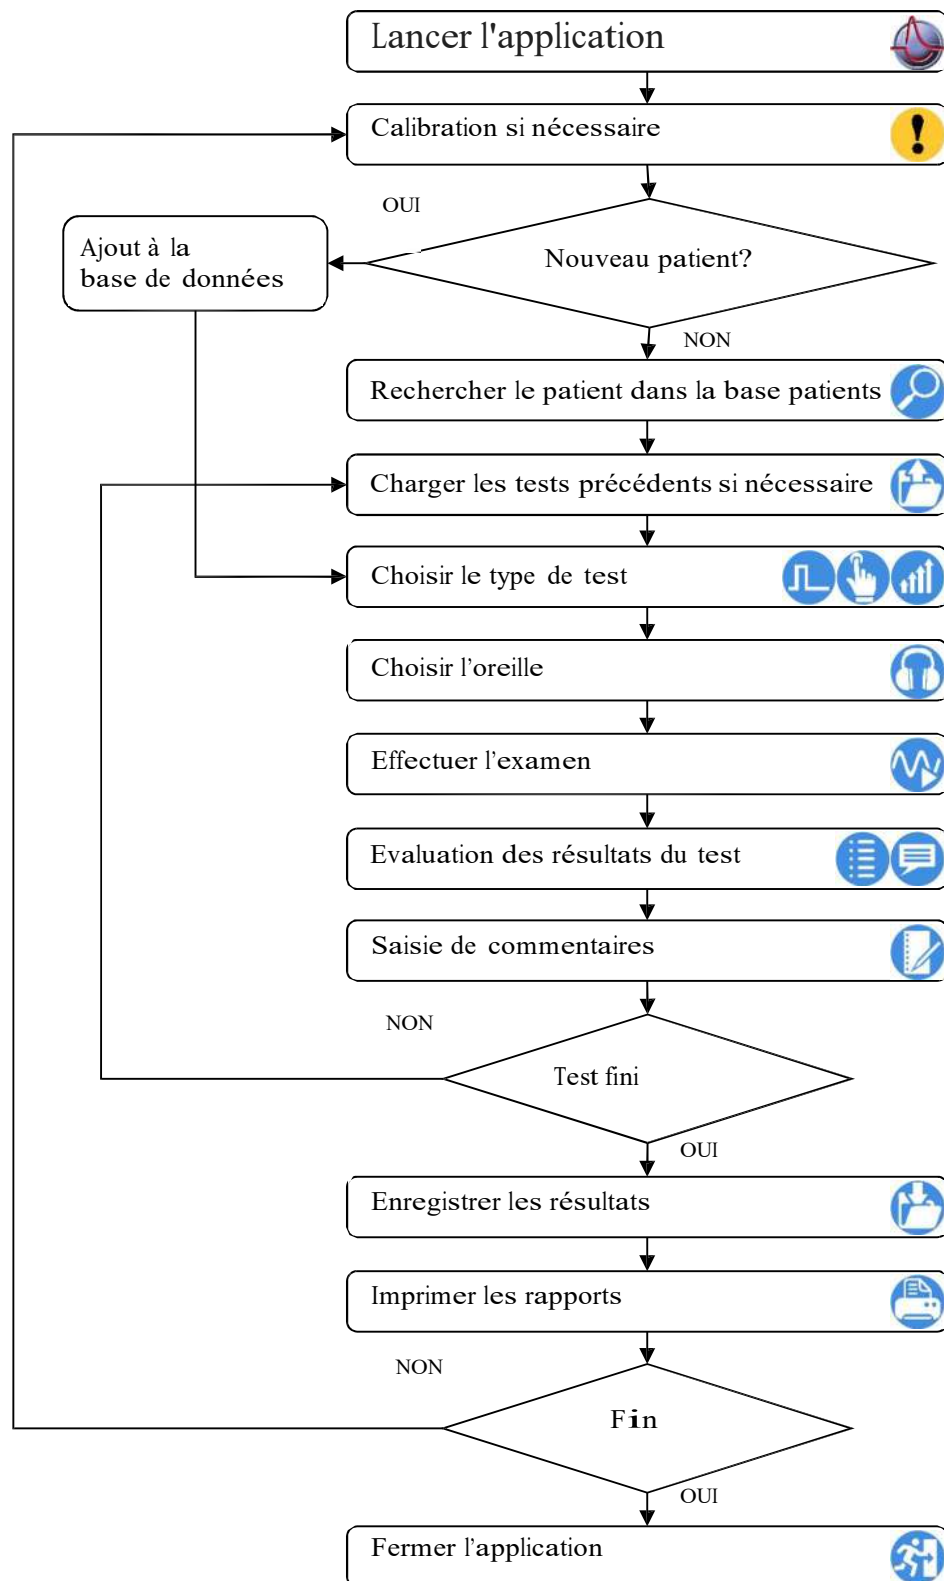 Lancer l'application
Calibration si nécessaire
OUI
Ajout à la
base de données
Nouveau patient?
NON
Rechercher le patient dans la base patients
Charger les tests précédents si nécessaire
Choisir le type de test
Choisir l’oreille
Effectuer l’examen
Evaluation des résultats du test
Saisie de commentaires
NON
Test fini
OUI
Enregistrer les résultats
Imprimer les rapports
NON
Fin
OUI
Fermer l’application